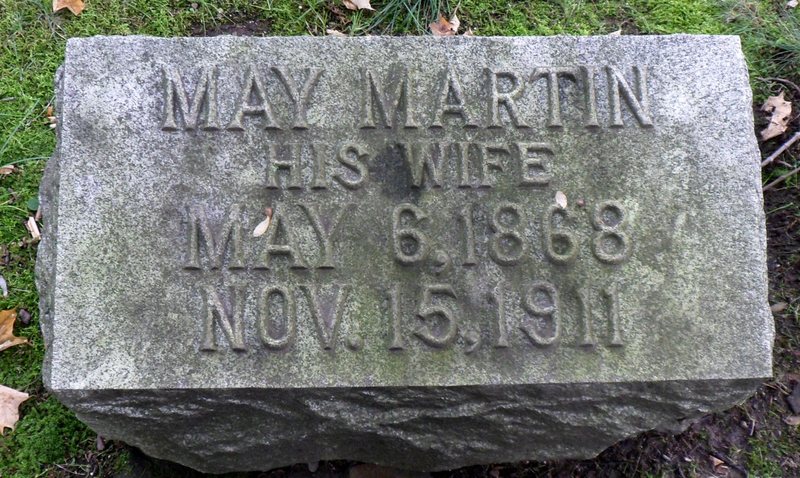 MAY MARTIN
HIS WIFE
MAY 6,1868
NOV. 15,1911